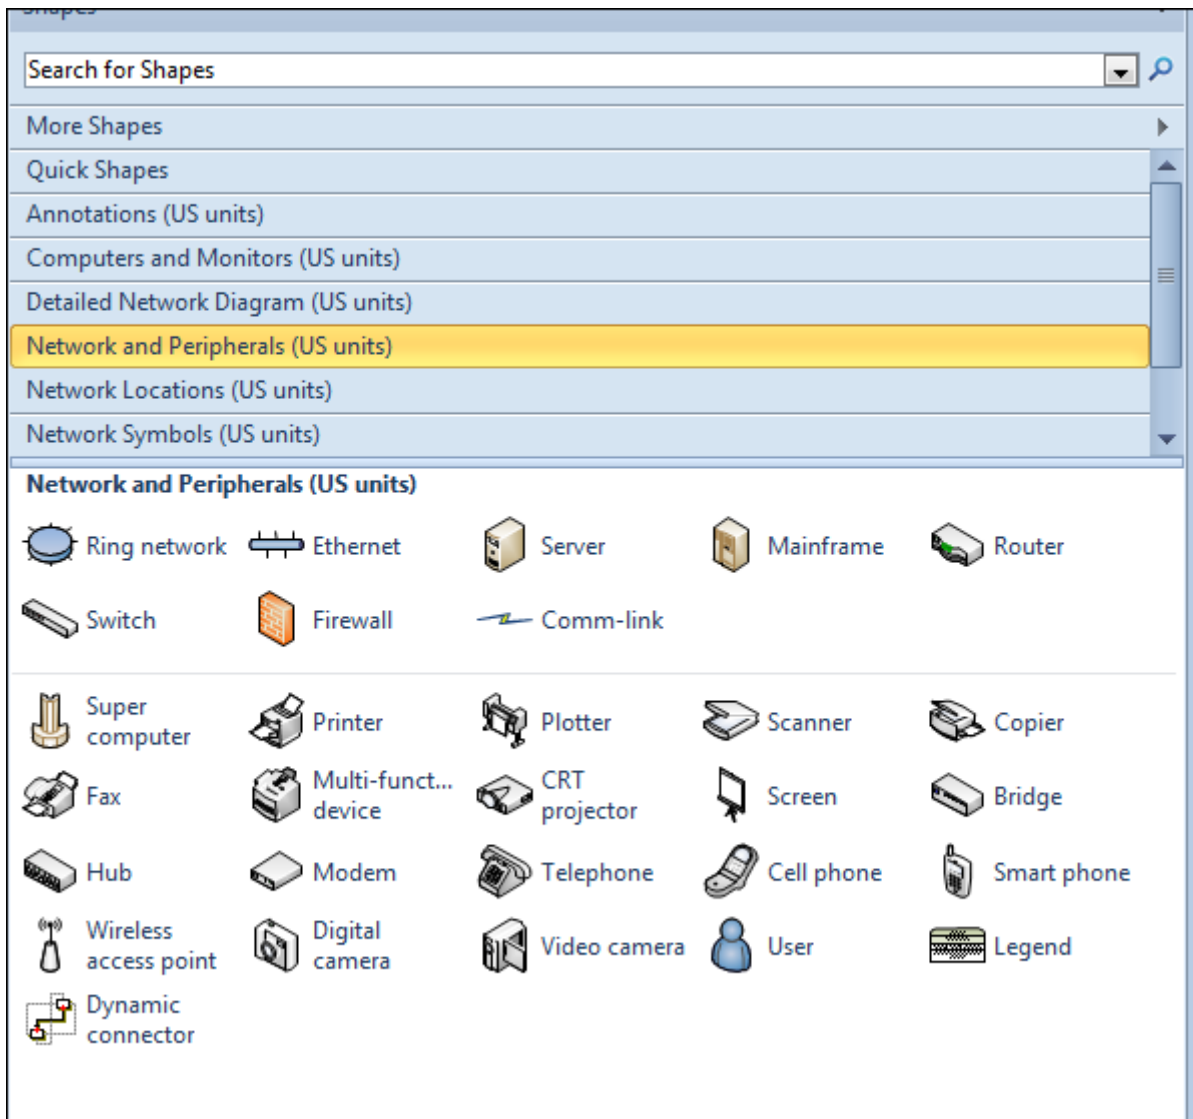 Shapes
Search for Shapes
More Shapes
Quick Shapes
Annotations (US units)
Computers and Monitors (US units)
Detailed Network Diagram (US units)
Network and Peripherals (US units)
Network Locations (US units)
Network Symbols (US units)
Network and Peripherals (US units)
Ring network Ethernet Server Mainframe Router
Switch Firewall Comm-link
Super
computer
Printer Plotter Scanner Copier
Fax
Multi-funct...
device
CRT
projector
Screen Bridge
Hub Modem Telephone Cell phone Smart phone
Wireless
access point
Digital
camera
Video camera User Legend
Dynamic
connector